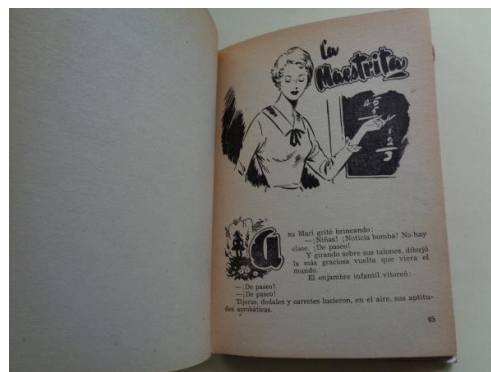 La
Maestrita
ANA Mari gritó brincando:
—¡Niñas! ¡Noticia bomba! No hay
clase. ¡De paseo!
Y girando sobre sus talones, dibujó
la más graciosa vuelta que viera el
mundo.
El enjambre infantil vitoreó:
—¡De paseo!
—¡De paseo!
Tijeras, dedales y carretes hacieron, en el aire, sus aptitu-
des acrobáticas.
65